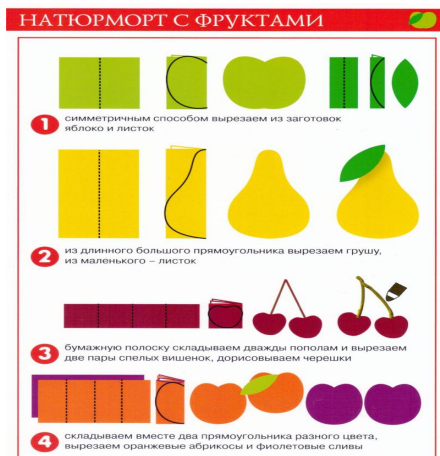 НАТЮРМОРТ С ФРУКТАМИ
1 симметричным способом вырезаем из заготовок
яблоко и листок
2 из длинного большого прямоугольника вырезаем грушу,
из маленького – листок
3 бумажную полоску складываем дважды пополам и вырезаем
две пары спелых вишенок, дорисовываем черешки
4 складываем вместе два прямоугольника разного цвета,
вырезаем оранжевые абрикосы и фиолетовые сливы